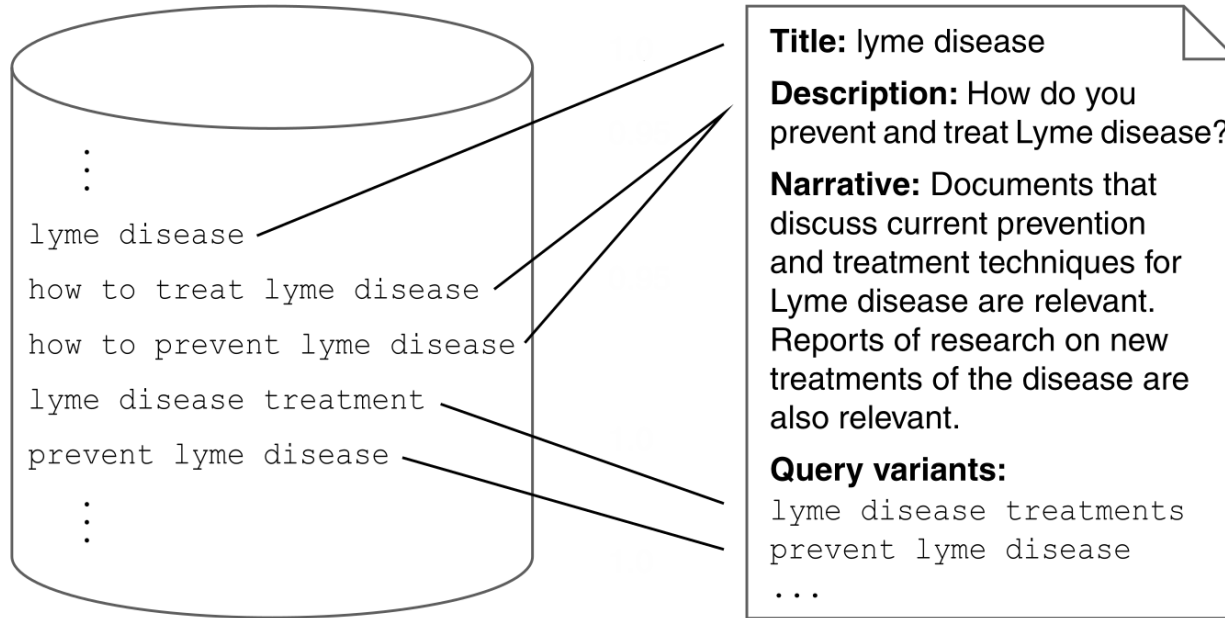 lyme disease
how to treat lyme disease
how to prevent lyme disease
lyme disease treatment
prevent lyme disease
Title: lyme disease
Description: How do you
prevent and treat Lyme disease?
Narrative: Documents that
discuss current prevention
and treatment techniques for
Lyme disease are relevant.
Reports of research on new
treatments of the disease are
also relevant.
Query variants:
lyme disease treatments
prevent lyme disease
...